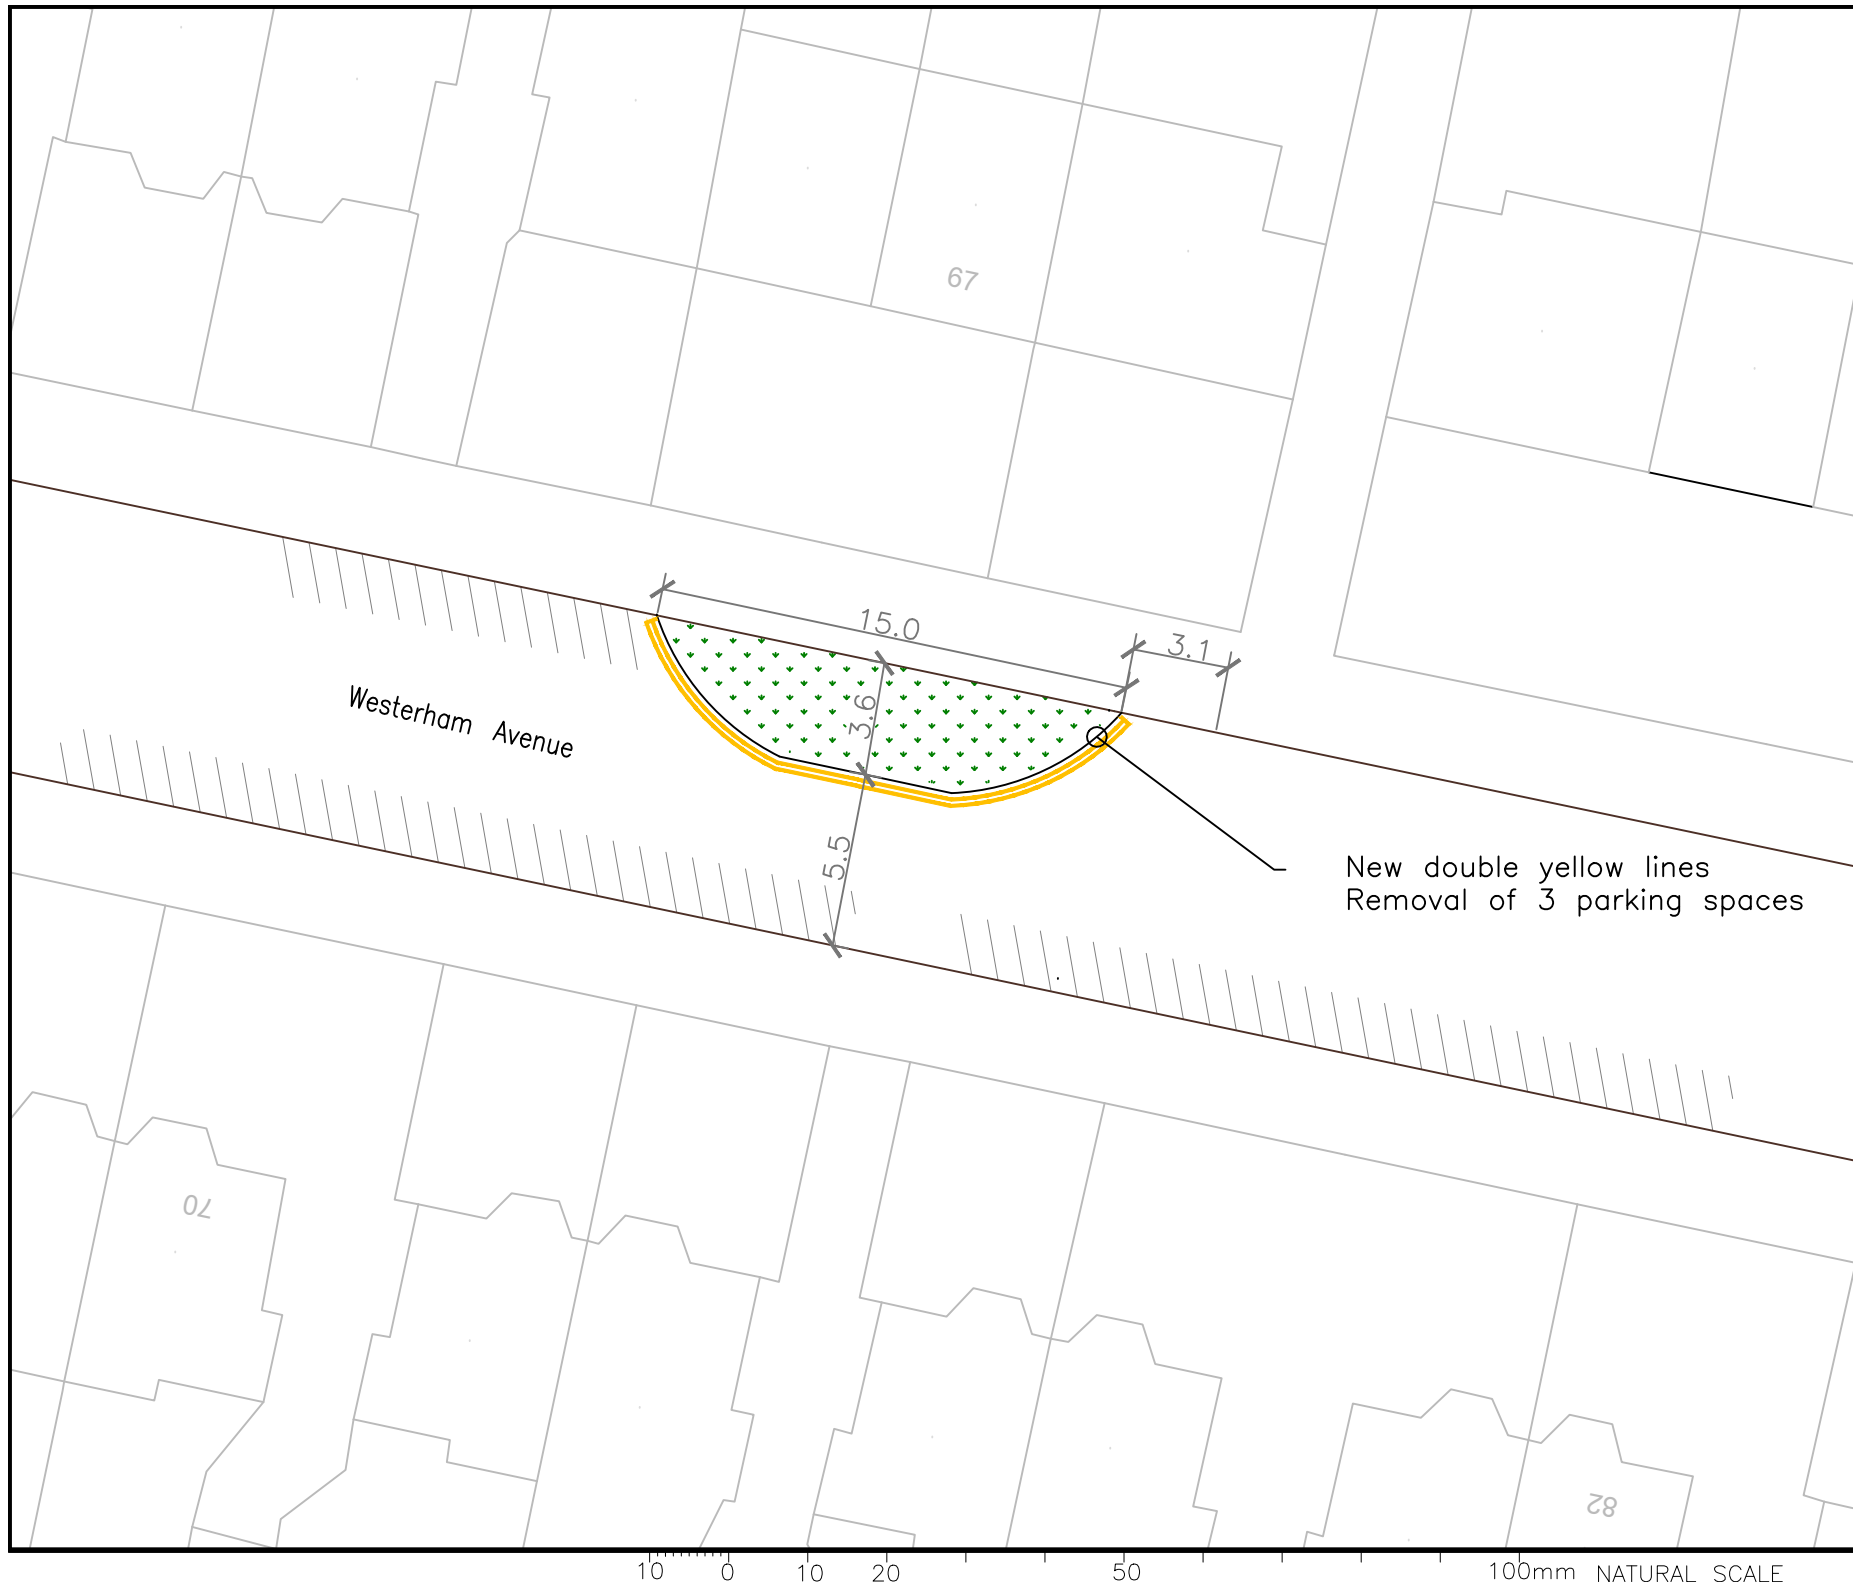 67
15.0
3.1
3.6
Westerham Avenue
5.5
New double yellow lines
Removal of 3 parking spaces
70
82
10 0 10 20 50 100mm NATURAL SCALE